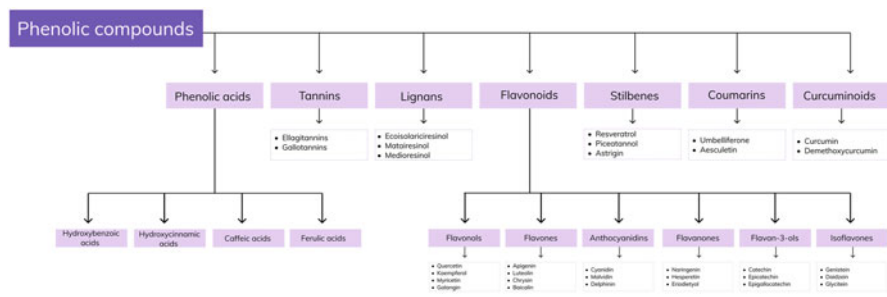 Phenolic compounds
Phenolic acids
Tannins
Lignans
Flavonoids
Stilbenes
Coumarins
Curcuminoids
• Ellagitannins
• Gallotannins
• Ecoisolariciresinol
• Matairesinol
• Medioresinol
• Resveratrol
• Piceatannol
• Astrigin
• Umbelliferone
• Aesculetin
• Curcumin
• Demethoxycurcumin
Hydroxybenzoic
acids
Hydroxycinnamic
acids
Caffeic acids
Ferulic acids
Flavonols
Flavones
Anthocyanidins
Flavanones
Flavan-3-ols
Isoflavones
• Quercetin
• Kaempferol
• Myricetin
• Galangin
• Apigenin
• Luteolin
• Chrysin
• Baicalin
• Cyanidin
• Malvidin
• Delphinin
• Naringenin
• Hesperetin
• Eriodictyol
• Catechin
• Epicatechin
• Epigallocatechin
• Genistein
• Daidzein
• Glycitein